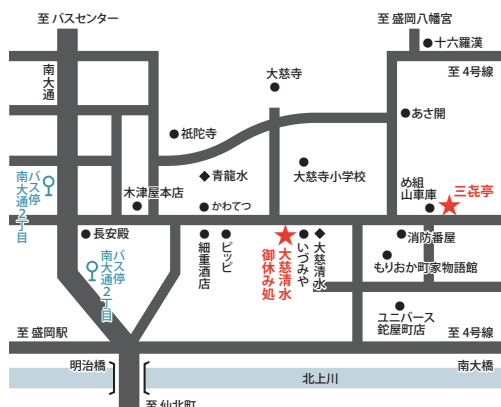 至 バスセンター
至 盛岡八幡宮
十六羅漢
至 4号線
南大通
大慈寺
あさ開
祗陀寺
大慈寺小学校
青龍水
バス停
南大通2丁目
木津屋本店
かわてつ
め組
山車庫
三㐂亭
長安殿
バス停
南大通2丁目
細重酒店
ピッピ
大慈清水
御休み処
いづみや
大慈清水
消防番屋
もりおか町家物語館
ユニバース
鉈屋町店
至 盛岡駅
至 4号線
明治橋
南大橋
北上川
至 仙北町